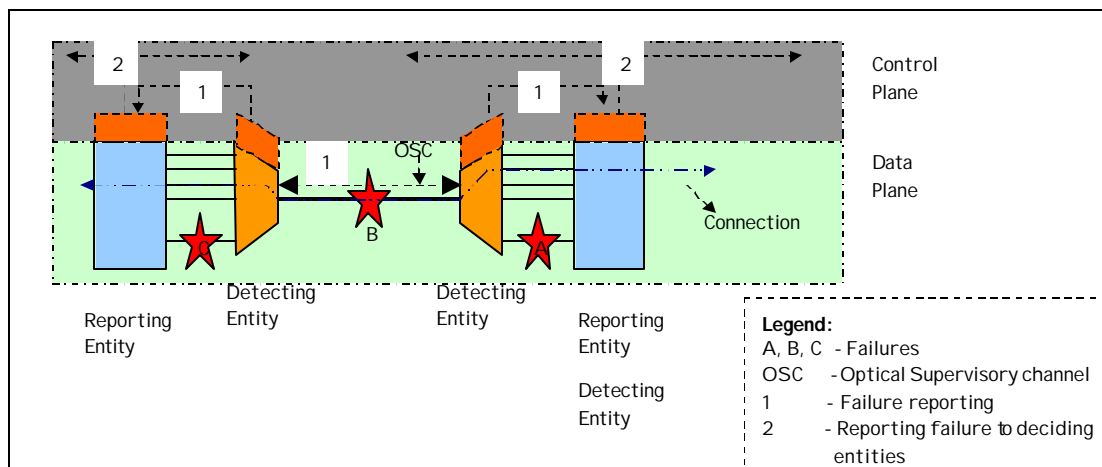 2
2
Control
Plane
1
1
1
OSC
Data
Plane
Connection
C
B
A
Detecting
Entity
Detecting
Entity
Reporting
Entity
Reporting
Entity
Detecting
Entity
Legend:
A, B, C - Failures
OSC - Optical Supervisory channel
1 - Failure reporting
2 - Reporting failure to deciding
entities